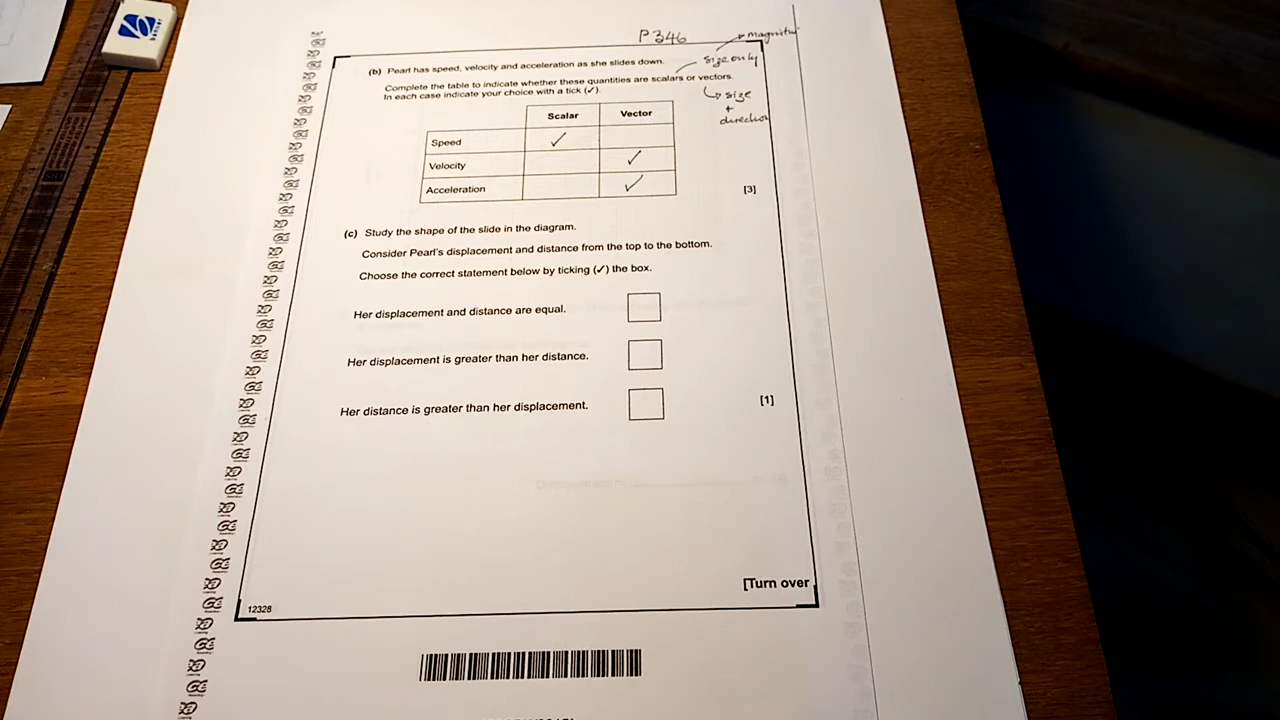 P346
magnitu
size only
(b) Pearl has speed, velocity and acceleration as she slides down.
Complete the table to indicate whether these quantities are scalars or vectors.
In each case indicate your choice with a tick (✓).
size
+
direction
Scalar Vector
Speed ✓
Velocity ✓
Acceleration ✓
[3]
(c) Study the shape of the slide in the diagram.
Consider Pearl's displacement and distance from the top to the bottom.
Choose the correct statement below by ticking (✓) the box.
Her displacement and distance are equal.
Her displacement is greater than her distance.
Her distance is greater than her displacement.
[1]
[Turn over
12328